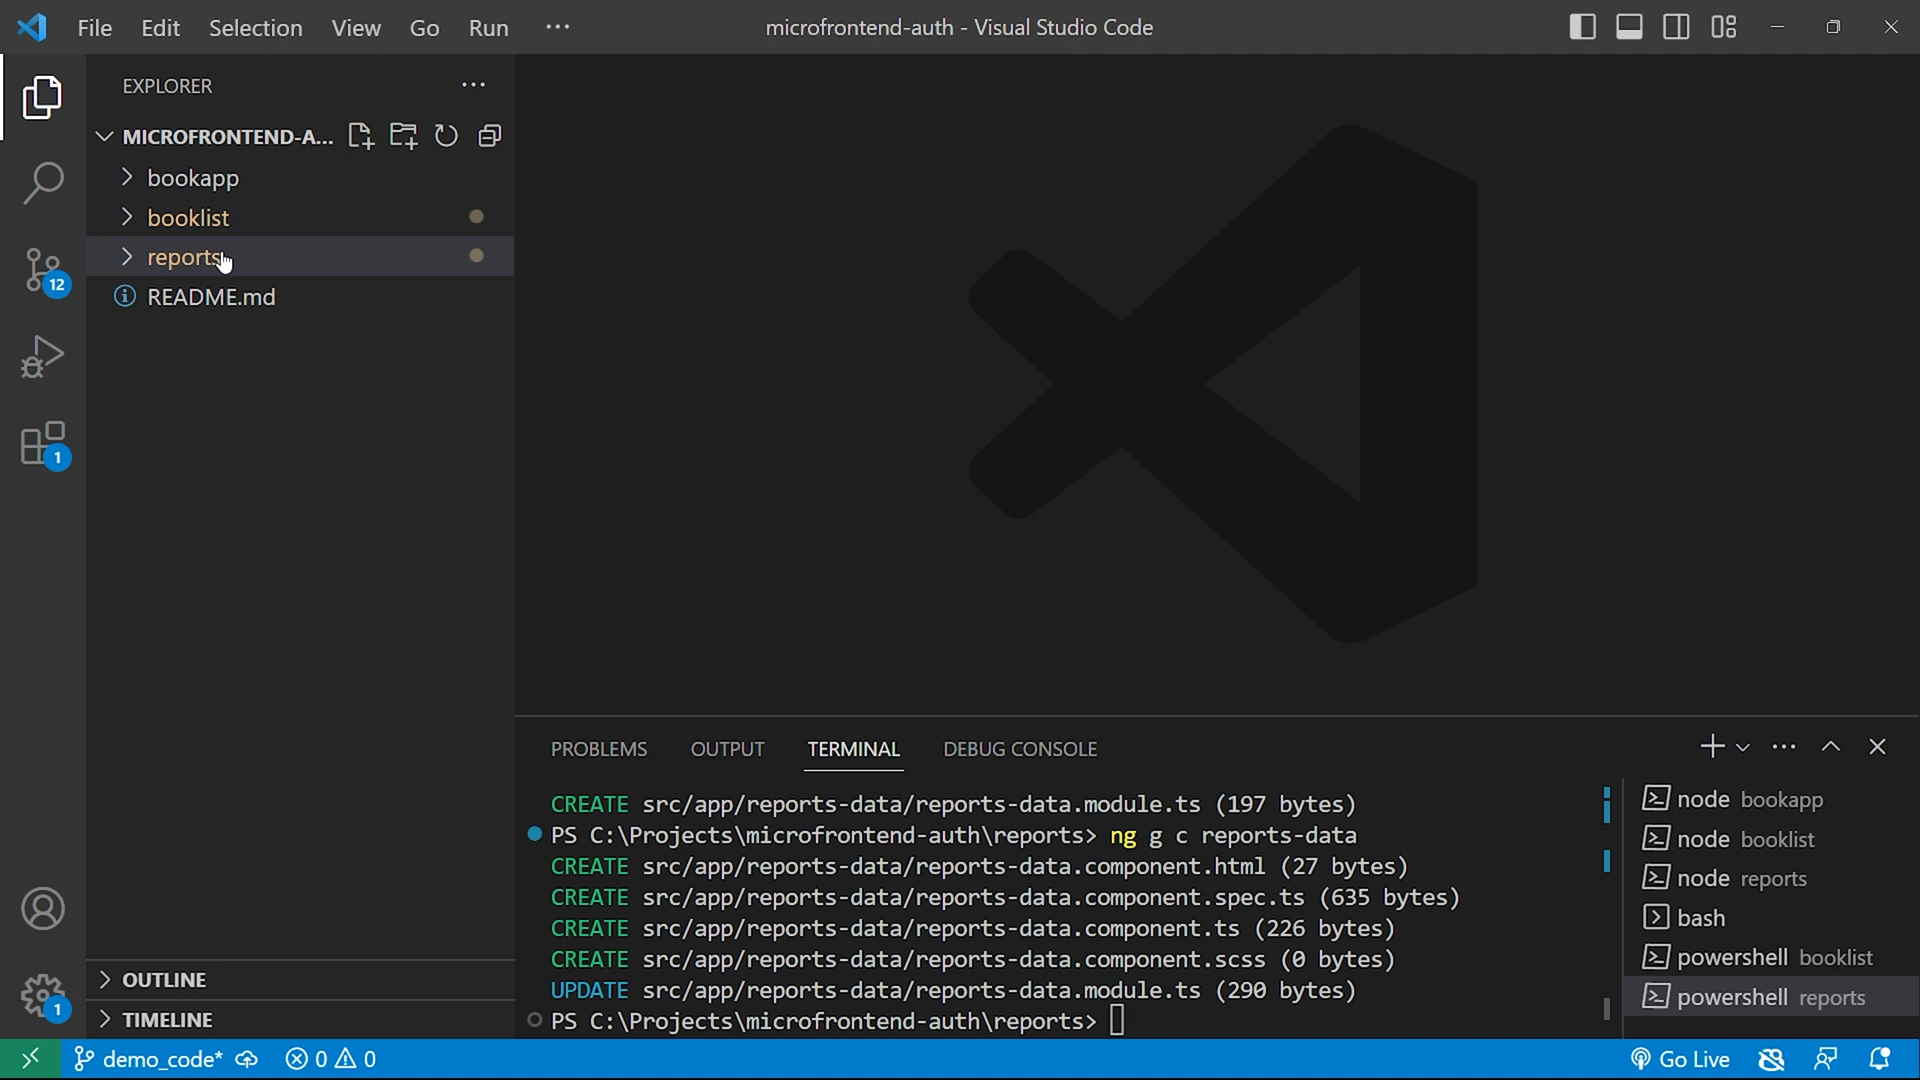 File Edit Selection View Go Run ··· microfrontend-auth - Visual Studio Code
EXPLORER ···
MICROFRONTEND-A...
bookapp
booklist
reports
README.md
12
1
OUTLINE
1
TIMELINE
PROBLEMS OUTPUT TERMINAL DEBUG CONSOLE
CREATE src/app/reports-data/reports-data.module.ts (197 bytes)
PS C:\Projects\microfrontend-auth\reports> ng g c reports-data
CREATE src/app/reports-data/reports-data.component.html (27 bytes)
CREATE src/app/reports-data/reports-data.component.spec.ts (635 bytes)
CREATE src/app/reports-data/reports-data.component.ts (226 bytes)
CREATE src/app/reports-data/reports-data.component.scss (0 bytes)
UPDATE src/app/reports-data/reports-data.module.ts (290 bytes)
PS C:\Projects\microfrontend-auth\reports>
node bookapp
node booklist
node reports
bash
powershell booklist
powershell reports
demo_code* 0 0 Go Live